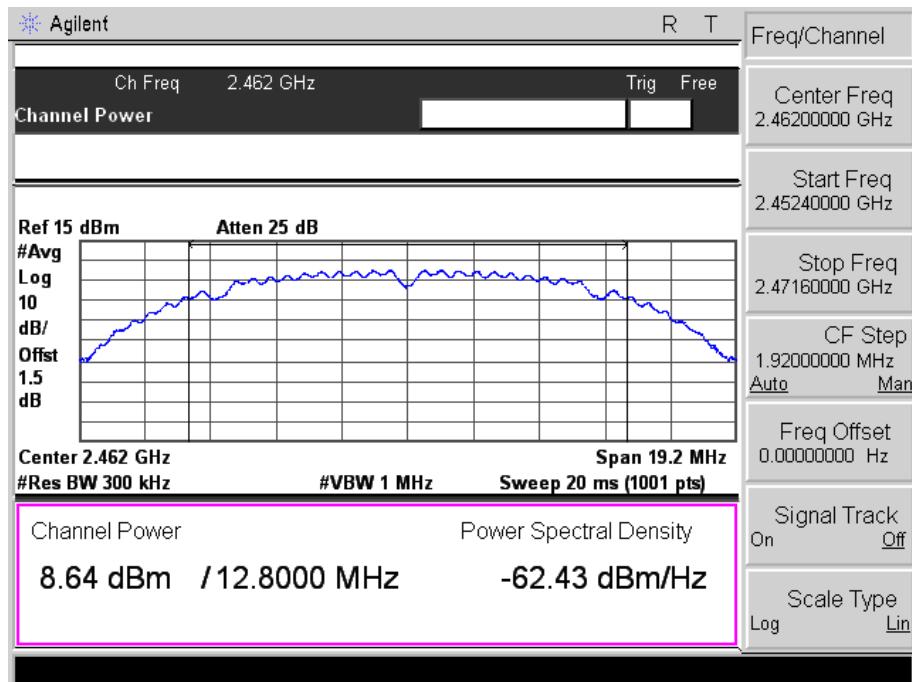 Agilent R T
Ch Freq 2.462 GHz Trig Free
Channel Power
Ref 15 dBm Atten 25 dB
#Avg
Log
10
dB/
Offst
1.5
dB
Center 2.462 GHz Span 19.2 MHz
#Res BW 300 kHz #VBW 1 MHz Sweep 20 ms (1001 pts)
Channel Power Power Spectral Density
8.64 dBm / 12.8000 MHz -62.43 dBm/Hz
Freq/Channel
Center Freq
2.46200000 GHz
Start Freq
2.45240000 GHz
Stop Freq
2.47160000 GHz
CF Step
1.92000000 MHz
Auto Man
Freq Offset
0.00000000 Hz
Signal Track
On Off
Scale Type
Log Lin